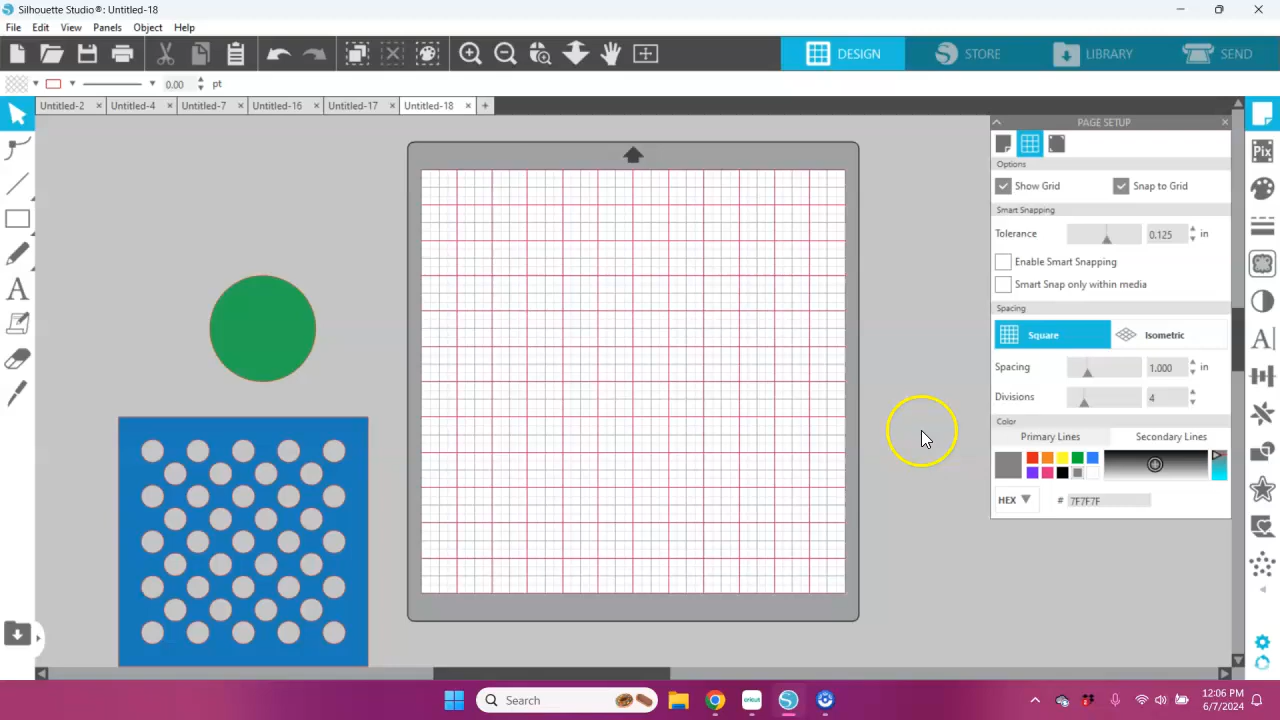 Silhouette Studio®: Untitled-18
File Edit View Panels Object Help
DESIGN STORE LIBRARY SEND
0.00 pt
Untitled-2 Untitled-4 Untitled-7 Untitled-16 Untitled-17 Untitled-18
PAGE SETUP
Pix
Options
Show Grid Snap to Grid
Smart Snapping
Tolerance 0.125 in
Enable Smart Snapping
Smart Snap only within media
Spacing
Square Isometric
Spacing 1.000 in
Divisions 4
Color
Primary Lines Secondary Lines
HEX # 7F7F7F
Search
cricut
12:06 PM
6/7/2024